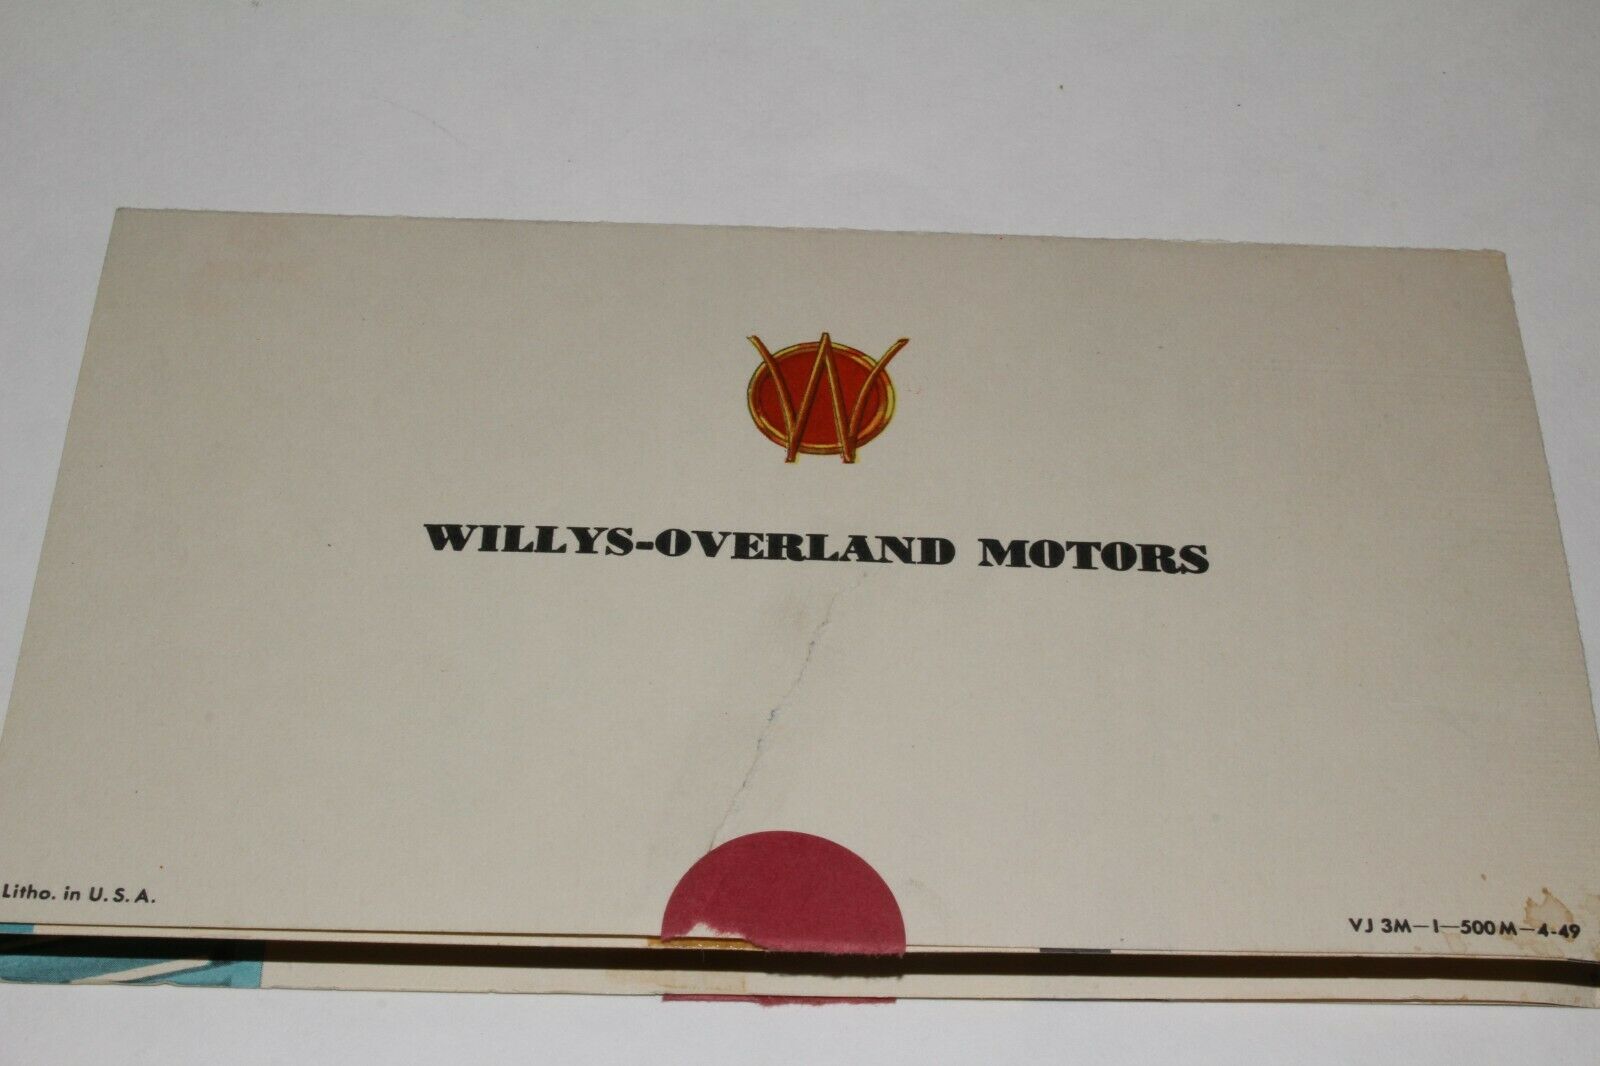 W
WILLYS-OVERLAND MOTORS
Litho. in U. S. A.
VJ 3M—1—500M—4-49